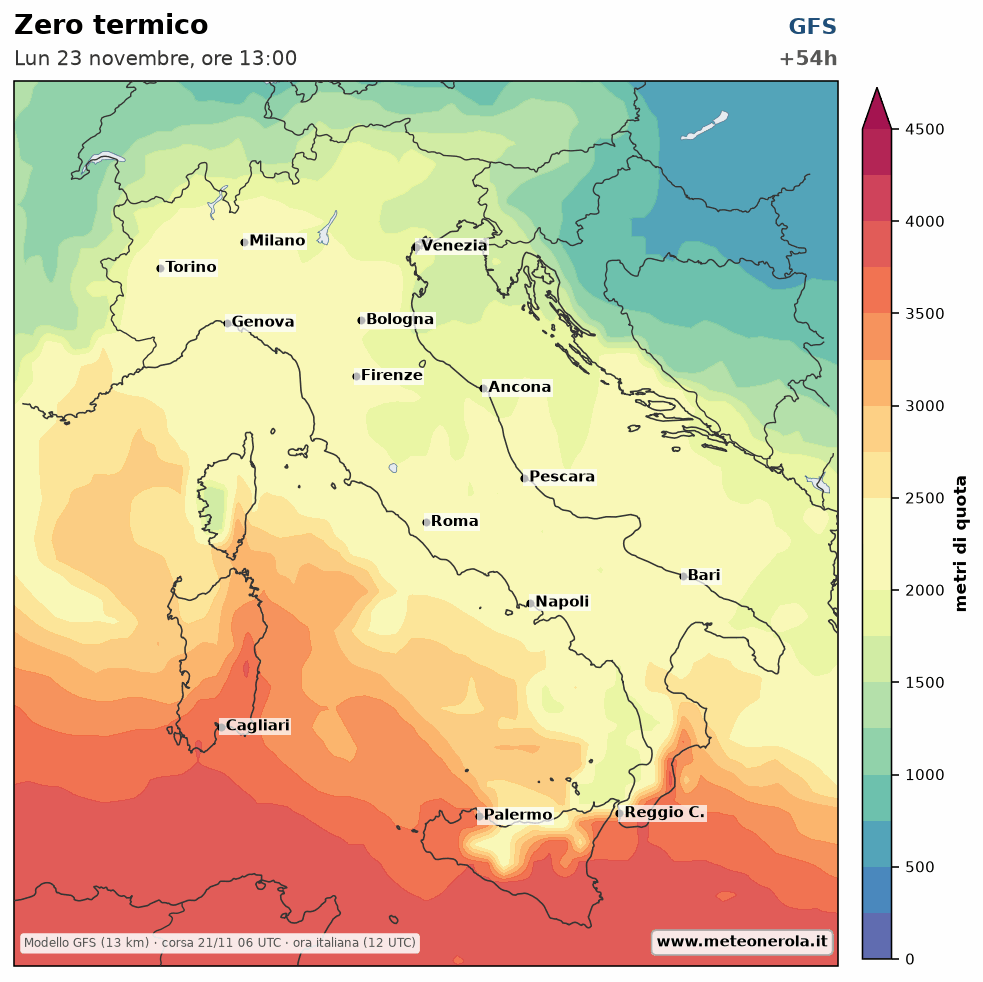 Zero termico
GFS
Lun 23 novembre, ore 13:00
+54h
4500
4000
3500
3000
2500
2000
1500
1000
500
0
metri di quota
Milano
Venezia
Torino
Genova
Bologna
Firenze
Ancona
Pescara
Roma
Bari
Napoli
Cagliari
Palermo
Reggio C.
Modello GFS (13 km) · corsa 21/11 06 UTC · ora italiana (12 UTC)
www.meteonerola.it